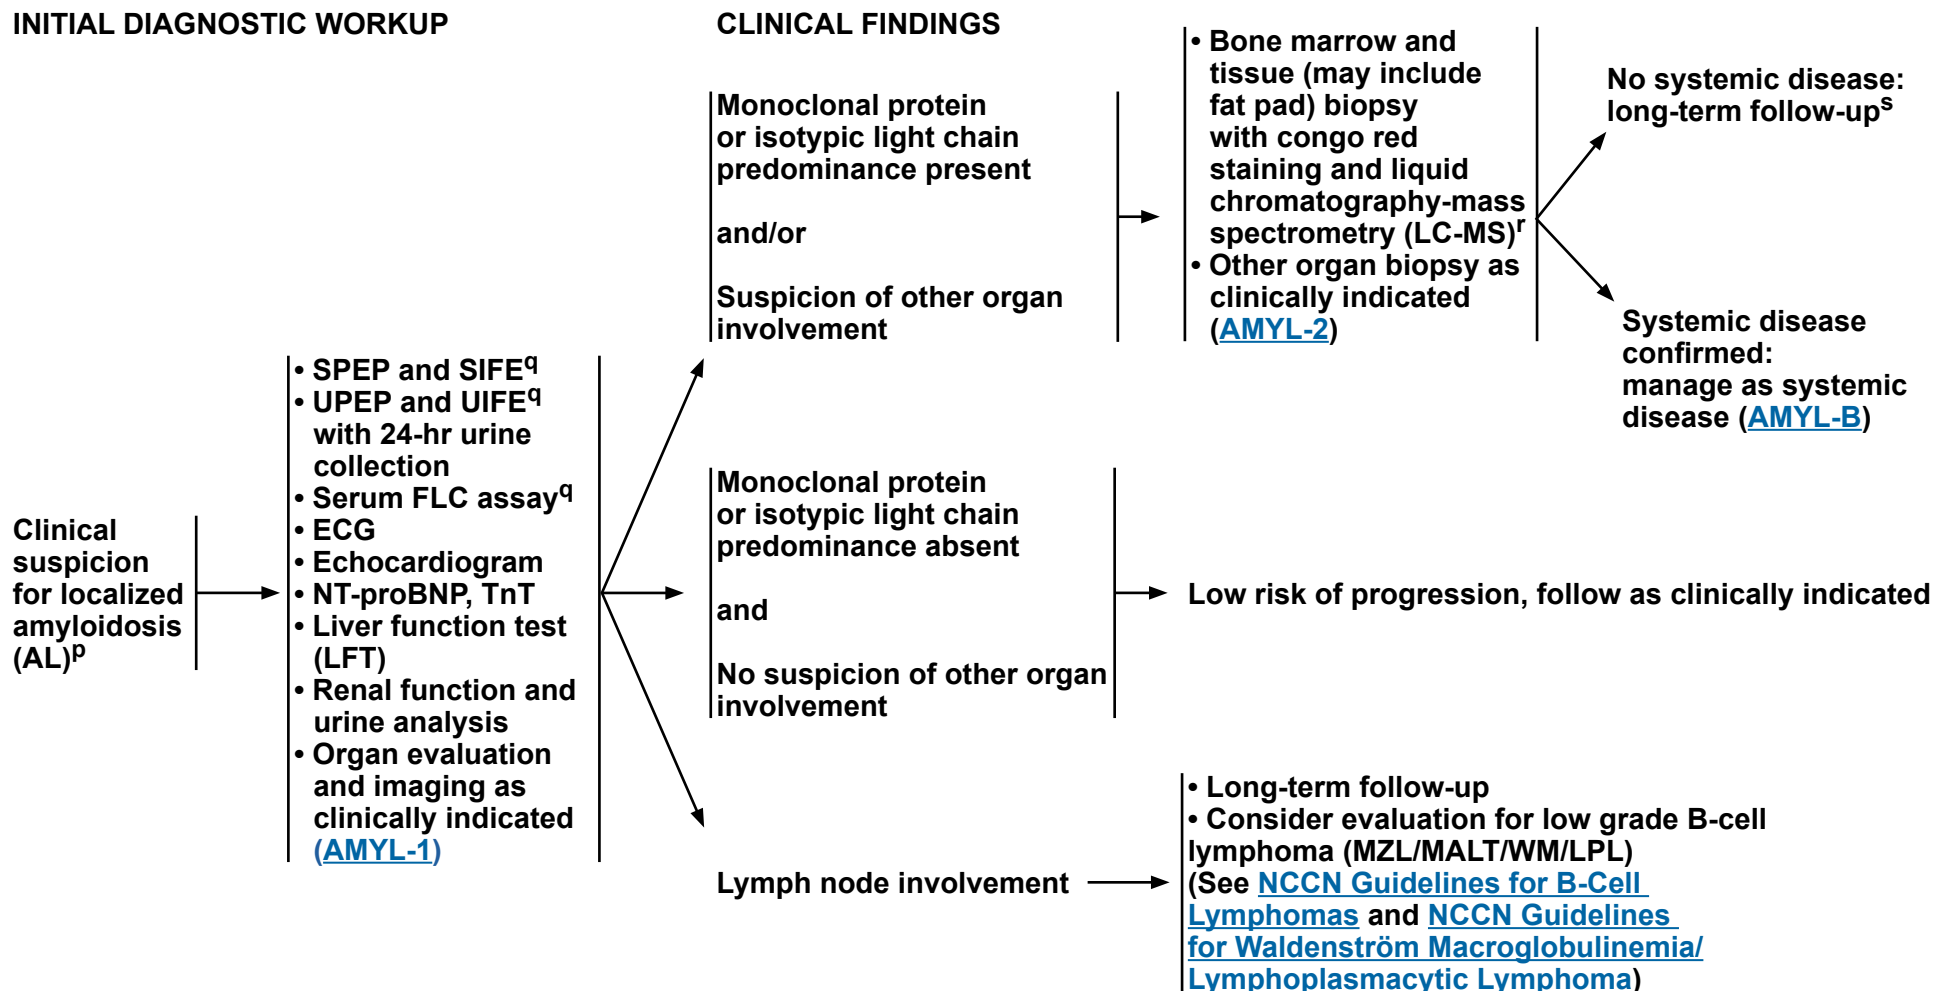 INITIAL DIAGNOSTIC WORKUP
CLINICAL FINDINGS
Clinical
suspicion
for localized
amyloidosis
(AL)p
• SPEP and SIFEq
• UPEP and UIFEq
with 24-hr urine
collection
• Serum FLC assayq
• ECG
• Echocardiogram
• NT-proBNP, TnT
• Liver function test
(LFT)
• Renal function and
urine analysis
• Organ evaluation
and imaging as
clinically indicated
(AMYL-1)
Monoclonal protein
or isotypic light chain
predominance present
and/or
Suspicion of other organ
involvement
• Bone marrow and
tissue (may include
fat pad) biopsy
with congo red
staining and liquid
chromatography-mass
spectrometry (LC-MS)r
• Other organ biopsy as
clinically indicated
(AMYL-2)
No systemic disease:
long-term follow-ups
Systemic disease
confirmed:
manage as systemic
disease (AMYL-B)
Monoclonal protein
or isotypic light chain
predominance absent
and
No suspicion of other organ
involvement
Low risk of progression, follow as clinically indicated
Lymph node involvement
• Long-term follow-up
• Consider evaluation for low grade B-cell
lymphoma (MZL/MALT/WM/LPL)
(See NCCN Guidelines for B-Cell
Lymphomas and NCCN Guidelines
for Waldenström Macroglobulinemia/
Lymphoplasmacytic Lymphoma)